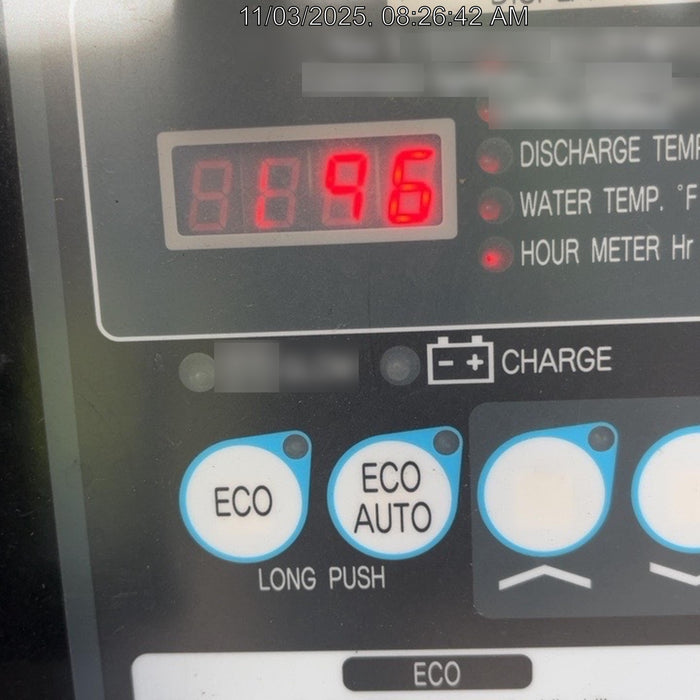 11/03/2025, 08:26:42 AM
196
DISCHARGE TEMP
WATER TEMP. °F
HOUR METER Hr
- + CHARGE
ECO
ECO
AUTO
LONG PUSH
ECO